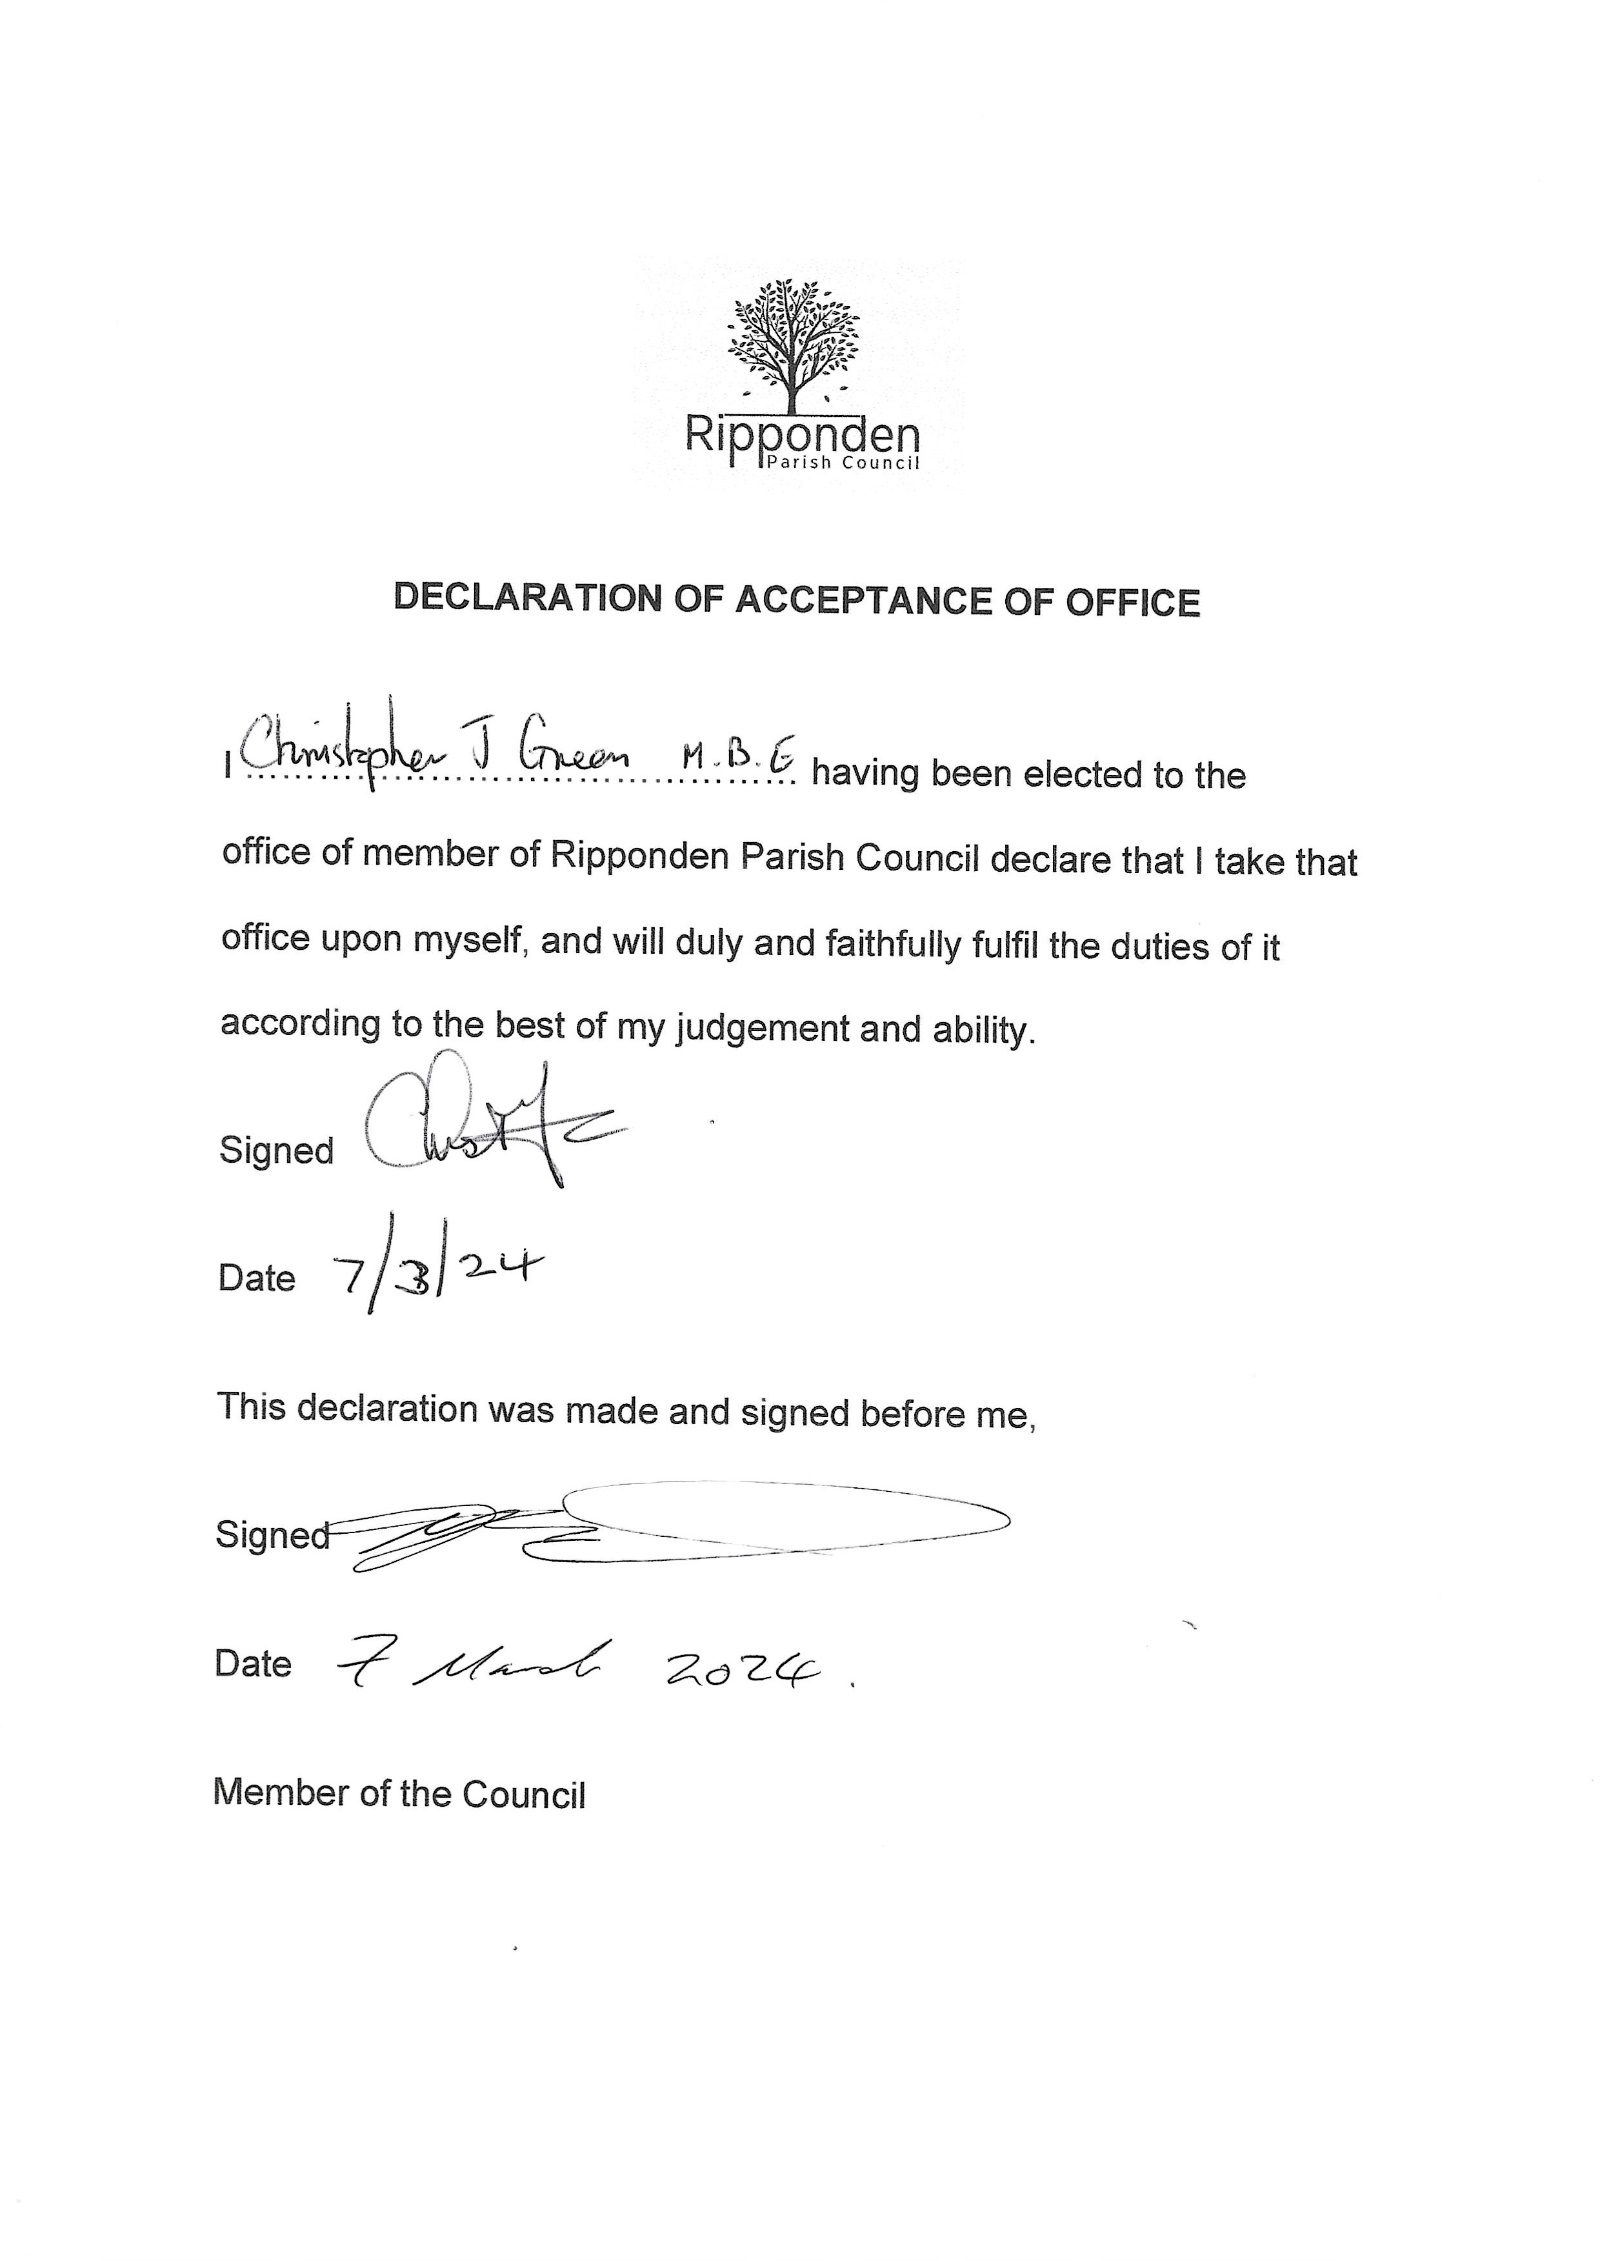 Ripponden
Parish Council
DECLARATION OF ACCEPTANCE OF OFFICE
I Christopher J Green M.B.E having been elected to the
office of member of Ripponden Parish Council declare that I take that
office upon myself, and will duly and faithfully fulfil the duties of it
according to the best of my judgement and ability.
Signed
Date 7/3/24
This declaration was made and signed before me,
Signed
Date 7 March 2024.
Member of the Council